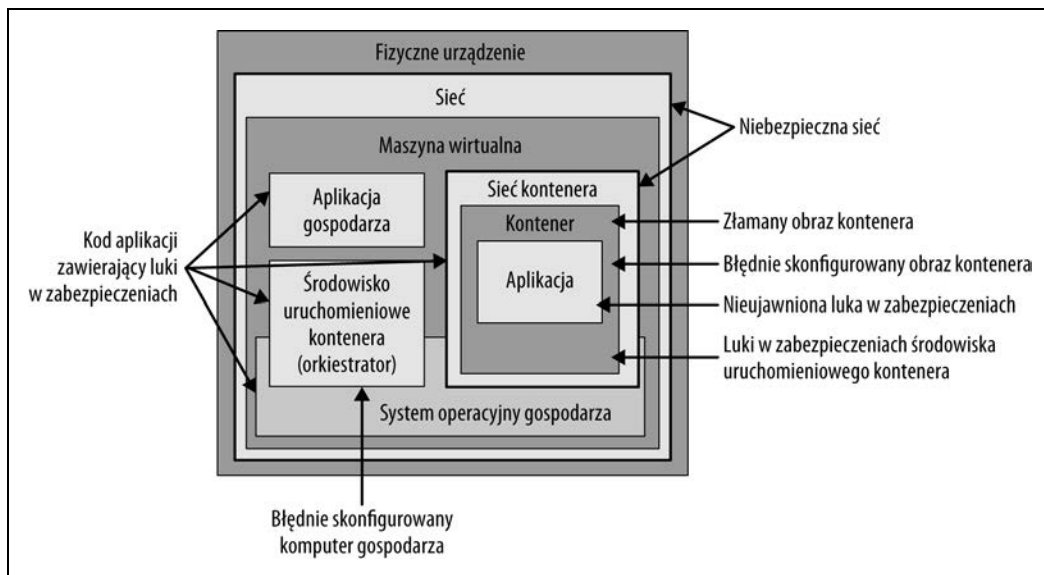 Fizyczne urządzenie
Sieć
Maszyna wirtualna
Aplikacja
gospodarza
Środowisko
uruchomieniowe
kontenera
(orkiestrator)
System operacyjny gospodarza
Sieć kontenera
Kontener
Aplikacja
Kod aplikacji
zawierający luki
w zabezpieczeniach
Niebezpieczna sieć
Złamany obraz kontenera
Błędnie skonfigurowany obraz kontenera
Nieujawniona luka w zabezpieczeniach
Luki w zabezpieczeniach środowiska
uruchomieniowego kontenera
Błędnie skonfigurowany
komputer gospodarza